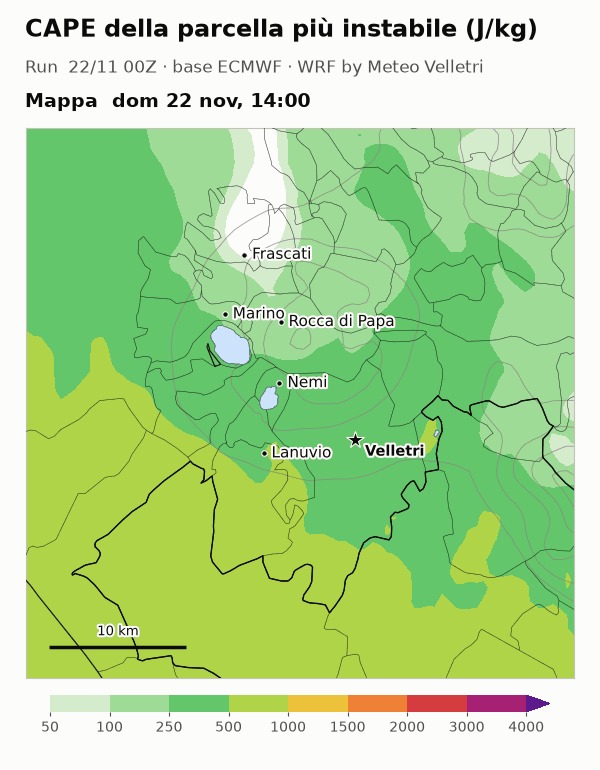 CAPE della parcella più instabile (J/kg)
Run  22/11 00Z · base ECMWF · WRF by Meteo Velletri
Mappa  dom 22 nov, 14:00
Frascati
Marino
Rocca di Papa
Nemi
Velletri
Lanuvio
10 km
50 100 250 500 1000 1500 2000 3000 4000